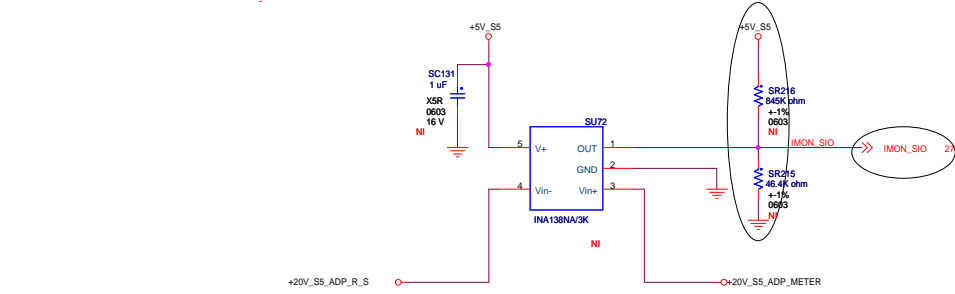 +5V_S5
+5V_S5
SC131
1 uF
X5R
0603
16 V
NI
SR216
845K ohm
+-1%
0603
NI
SU72
5
V+
OUT
1
IMON_SIO
IMON_SIO
27
GND
2
4
Vin-
Vin+
3
SR215
46.4K ohm
+-1%
0603
NI
INA138NA/3K
NI
+20V_S5_ADP_R_S
+20V_S5_ADP_METER